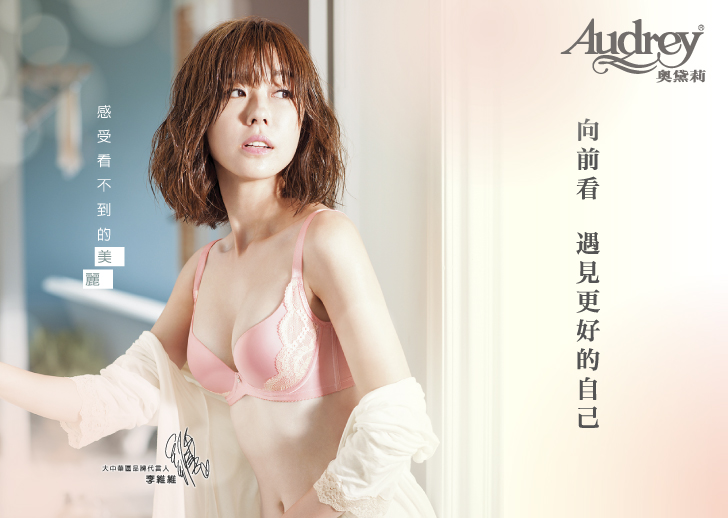 Audrey®
奧黛莉
向前看 遇見更好的自己
感受看不到的美
麗
大中華區品牌代言人
李維維